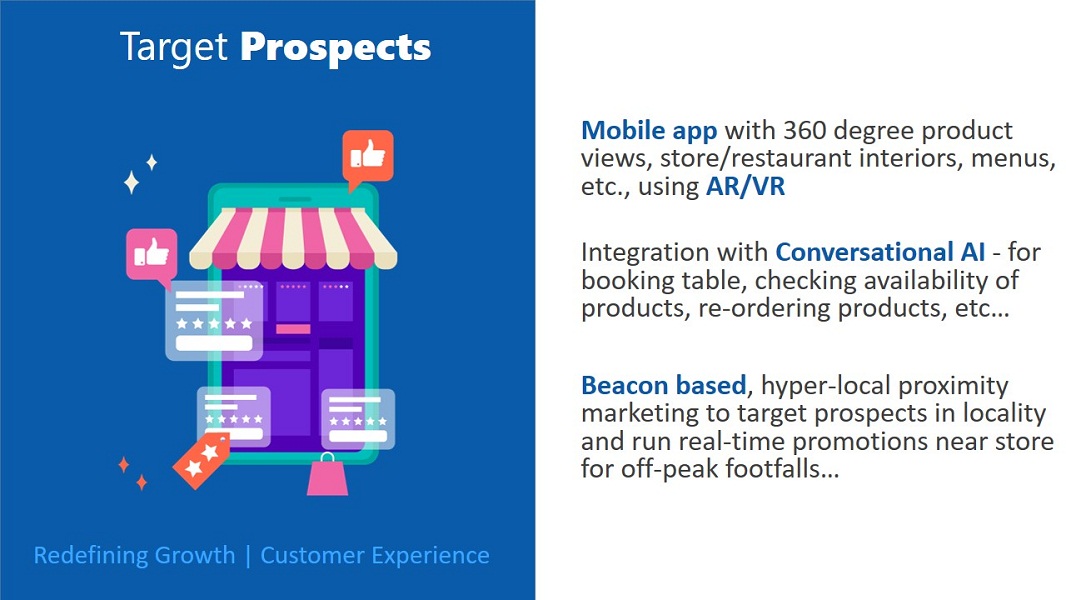 Target Prospects
Redefining Growth | Customer Experience
Mobile app with 360 degree product
views, store/restaurant interiors, menus,
etc., using AR/VR
Integration with Conversational AI - for
booking table, checking availability of
products, re-ordering products, etc...
Beacon based, hyper-local proximity
marketing to target prospects in locality
and run real-time promotions near store
for off-peak footfalls...